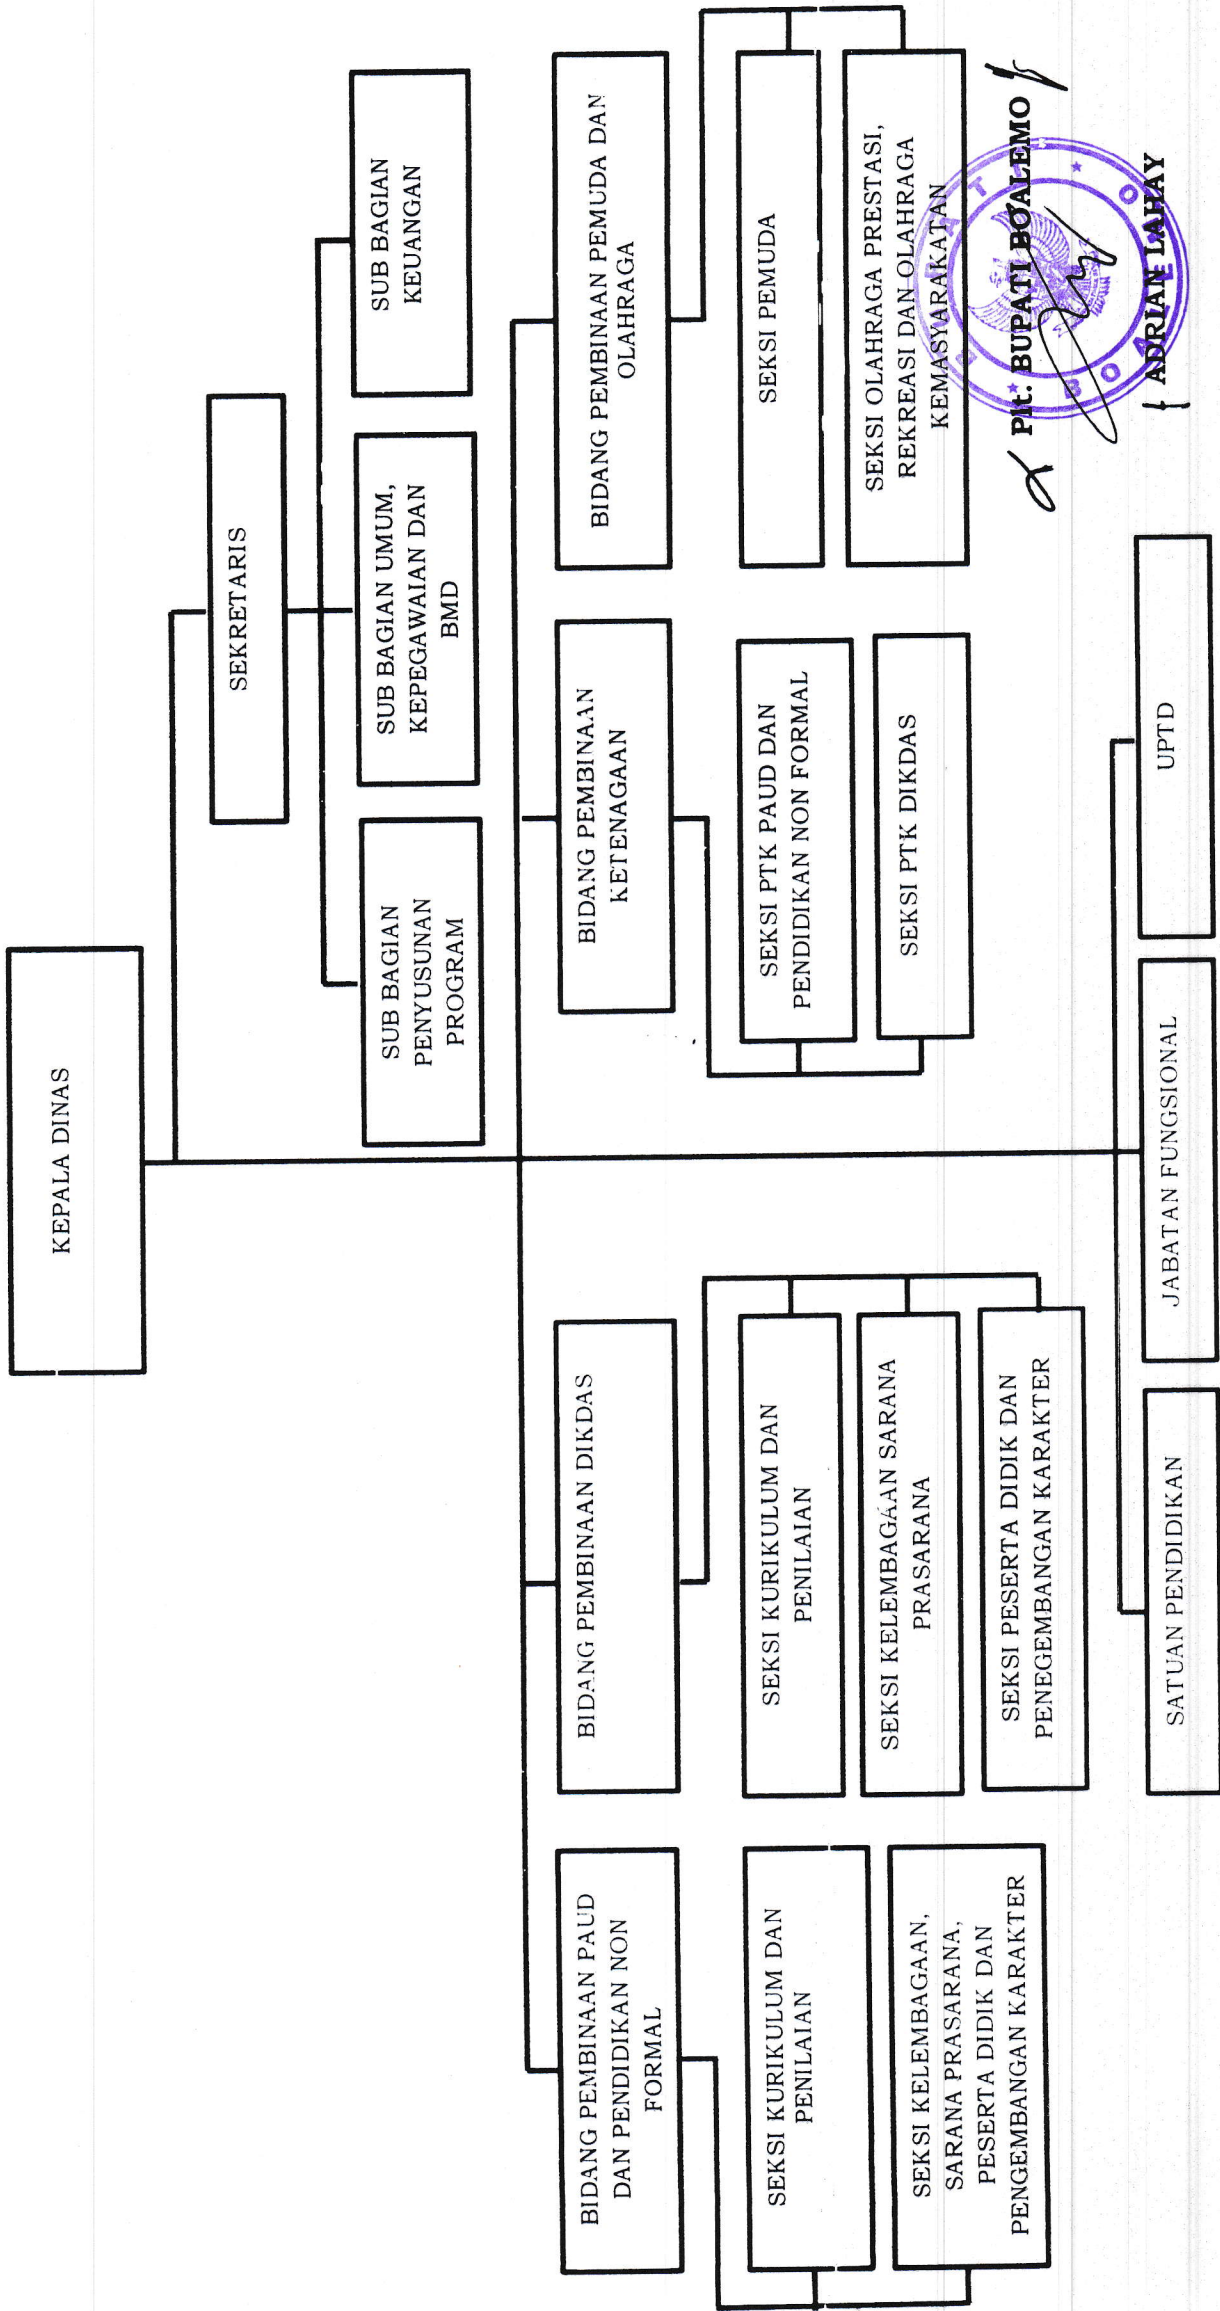 KEPALA DINAS
SEKRETARIS
SUB BAGIAN
PENYUSUNAN
PROGRAM
SUB BAGIAN UMUM,
KEPEGAWAIAN DAN
BMD
SUB BAGIAN
KEUANGAN
BIDANG PEMBINAAN PAUD
DAN PENDIDIKAN NON
FORMAL
BIDANG PEMBINAAN DIKDAS
BIDANG PEMBINAAN
KETENAGAAN
BIDANG PEMBINAAN PEMUDA DAN
OLAHRAGA
SEKSI KURIKULUM DAN
PENILAIAN
SEKSI KELEMBAGAAN,
SARANA PRASARANA,
PESERTA DIDIK DAN
PENGEMBANGAN KARAKTER
SEKSI KURIKULUM DAN
PENILAIAN
SEKSI KELEMBAGAAN SARANA
PRASARANA
SEKSI PESERTA DIDIK DAN
PENEGEMBANGAN KARAKTER
SEKSI PTK PAUD DAN
PENDIDIKAN NON FORMAL
SEKSI PTK DIKDAS
SEKSI PEMUDA
SEKSI OLAHRAGA PRESTASI,
REKREASI DAN OLAHRAGA
KEMASYARAKATAN
SATUAN PENDIDIKAN
JABATAN FUNGSIONAL
UPTD
Plt. BUPATI BOALEMO
BUPATI
BOALEMO
ADRIAN LAHAY